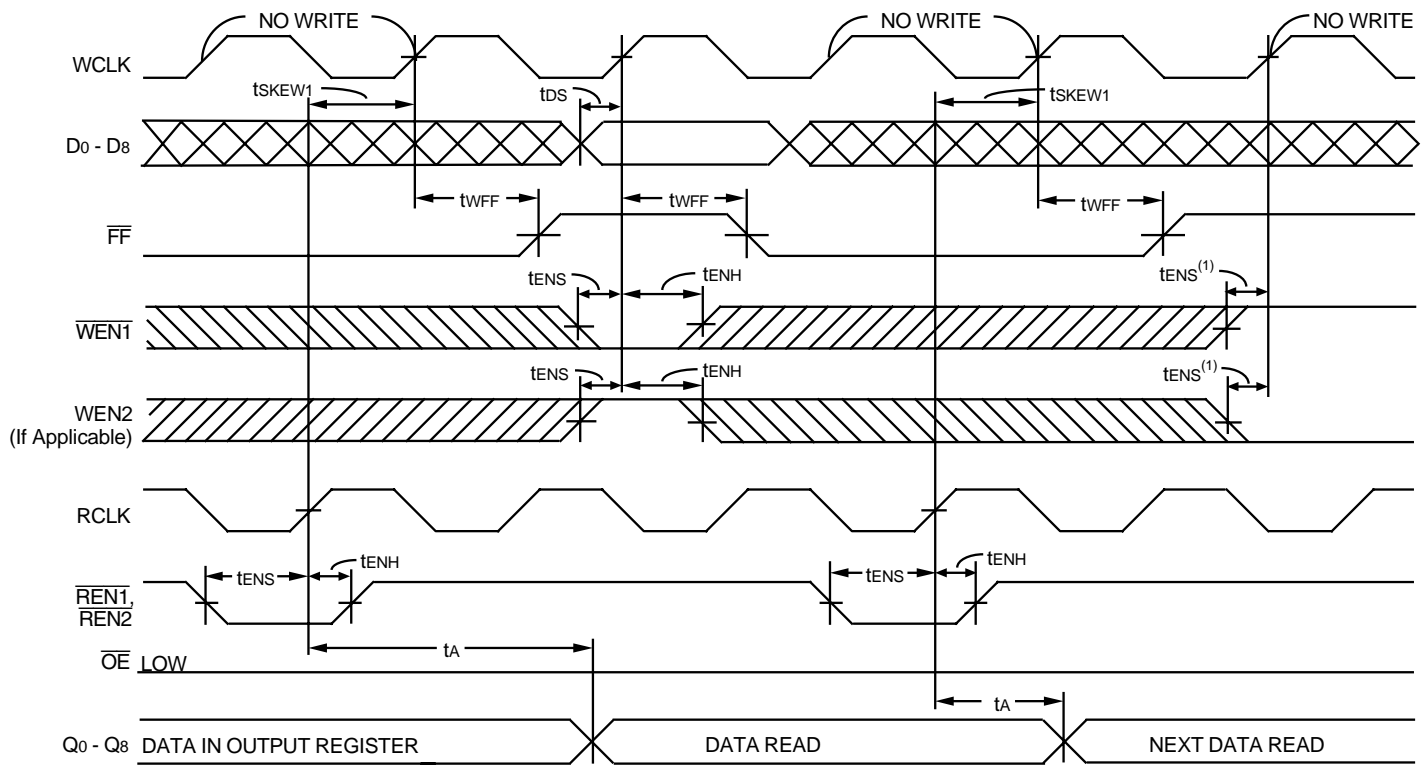 NO WRITE NO WRITE NO WRITE
WCLK
tSKEW1 tDS tSKEW1
D0 - D8
tWFF tWFF tWFF
FF
tENS tENH tENS(1)
WEN1
tENS tENH tENS(1)
WEN2
(If Applicable)
RCLK
tENS tENH tENS tENH
REN1,
REN2
tA
OE LOW
tA
Q0 - Q8 DATA IN OUTPUT REGISTER DATA READ NEXT DATA READ